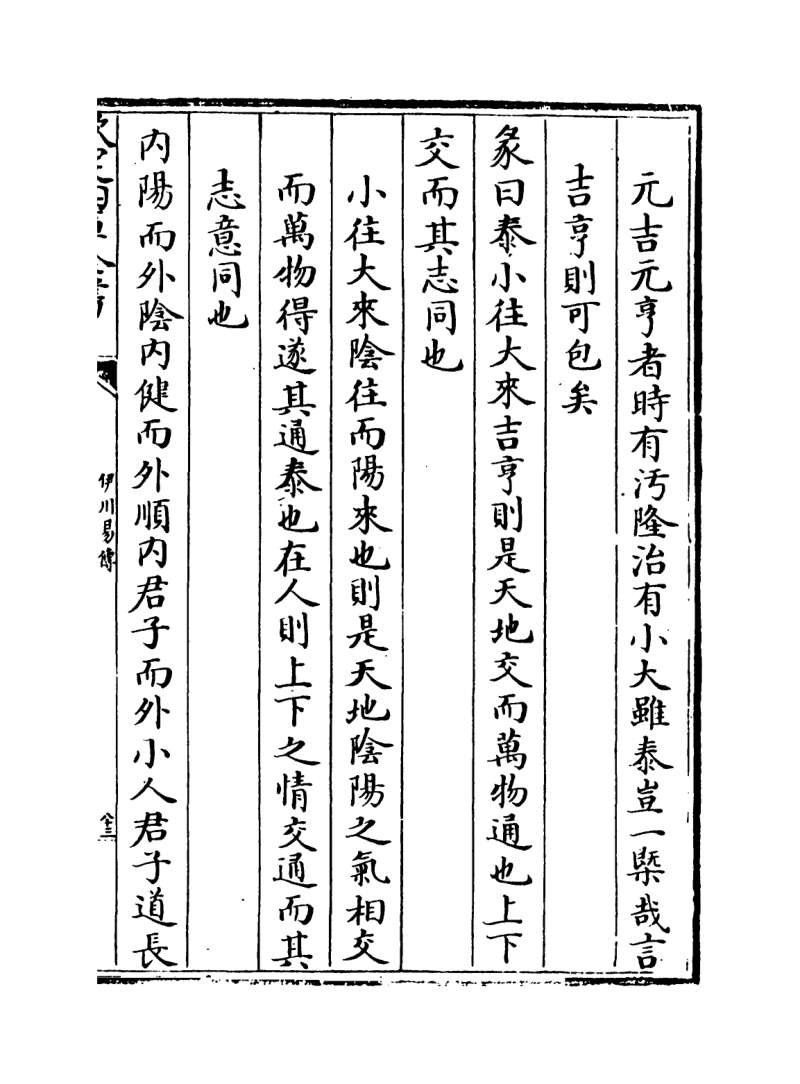 元吉元亨者時有汚隆治有小大雖泰豈一槩哉言
吉亨則可包矣
彖曰泰小往大來吉亨則是天地交而萬物通也上下
交而其志同也
小往大來陰往而陽來也則是天地陰陽之氣相交
而萬物得遂其通泰也在人則上下之情交通而其
志意同也
内陽而外陰内健而外順内君子而外小人君子道長
伊川易傳